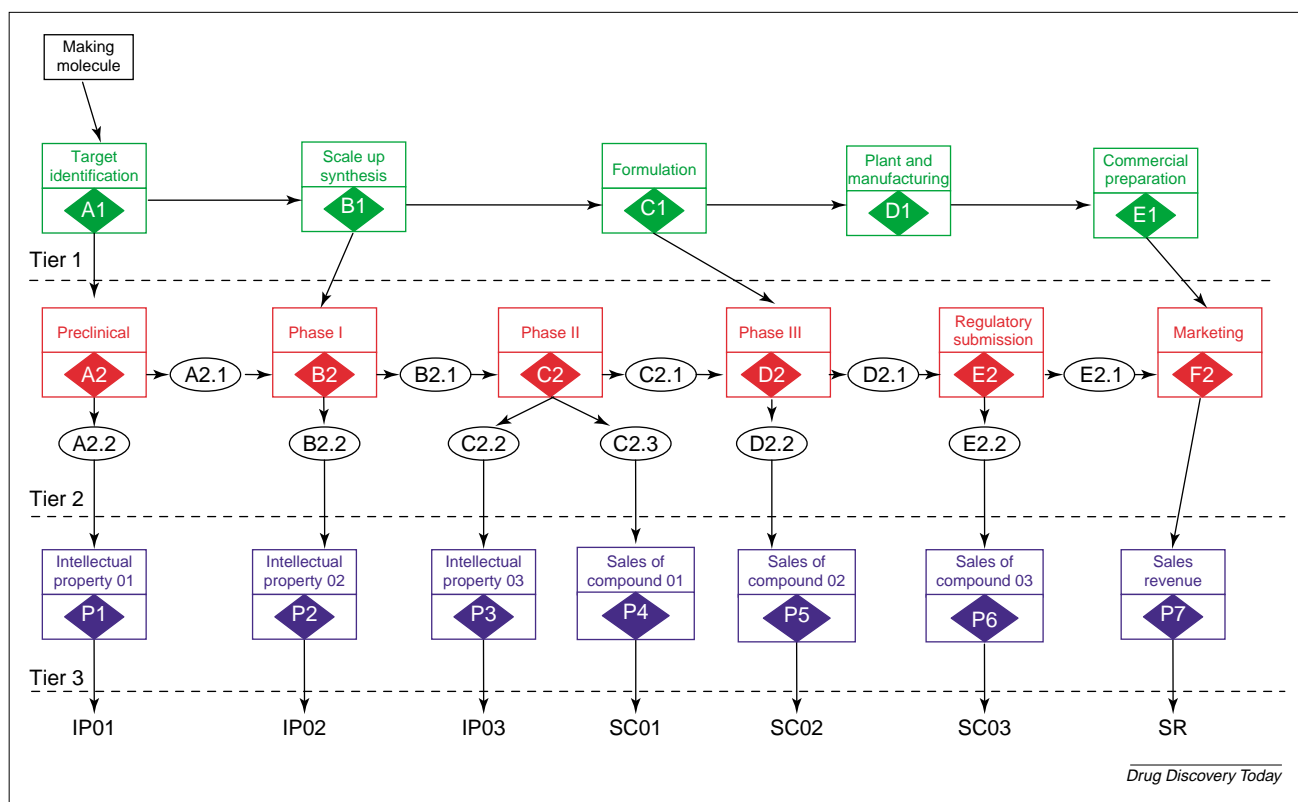 Making
molecule
Target
identification
A1
Scale up
synthesis
B1
Formulation
C1
Plant and
manufacturing
D1
Commercial
preparation
E1
Tier 1
Preclinical
A2
A2.1
Phase I
B2
B2.1
Phase II
C2
C2.1
Phase III
D2
D2.1
Regulatory
submission
E2
E2.1
Marketing
F2
A2.2
B2.2
C2.2
C2.3
D2.2
E2.2
Tier 2
Intellectual
property 01
P1
Intellectual
property 02
P2
Intellectual
property 03
P3
Sales of
compound 01
P4
Sales of
compound 02
P5
Sales of
compound 03
P6
Sales
revenue
P7
Tier 3
IP01
IP02
IP03
SC01
SC02
SC03
SR
Drug Discovery Today